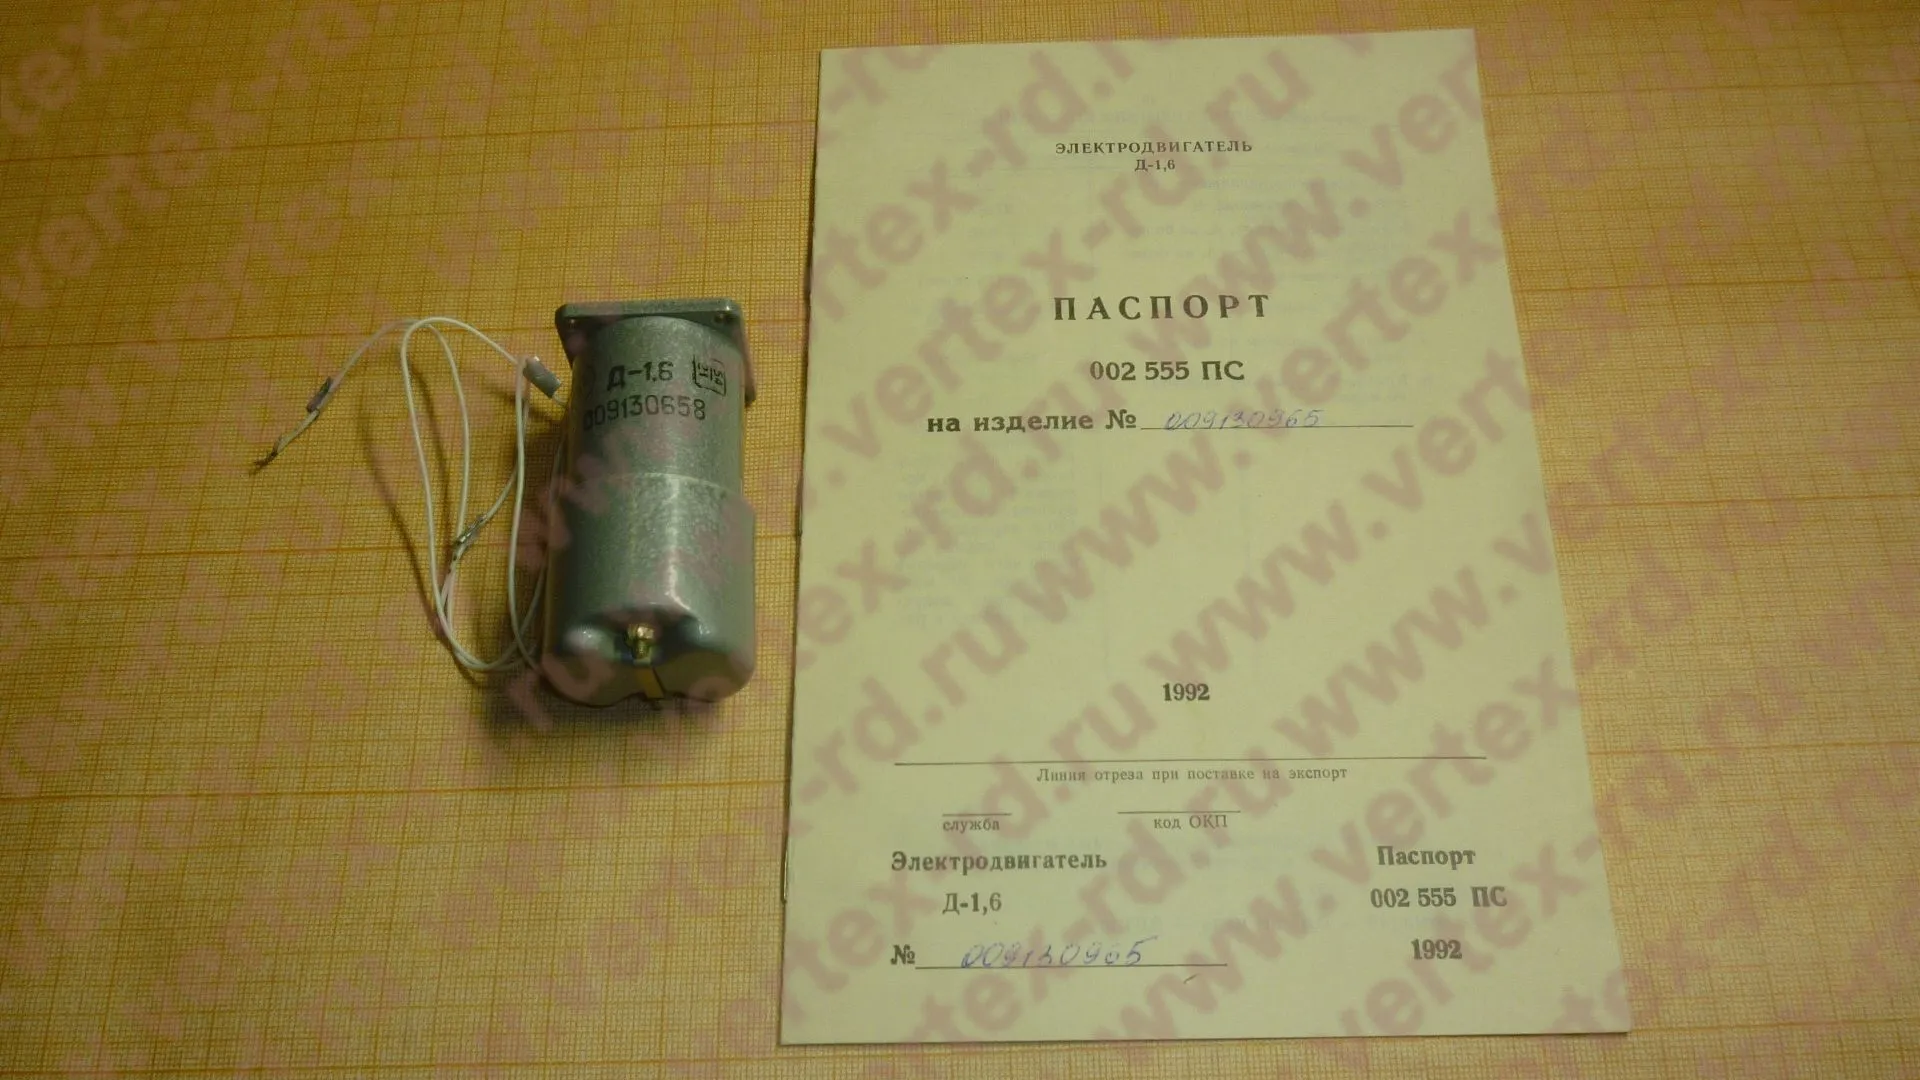 Д-1,6
009130658
ЭЛЕКТРОДВИГАТЕЛЬ
Д-1,6
ПАСПОРТ
002 555 ПС
на изделие № 009130965
1992
Линия отреза при поставке на экспорт
служба код ОКП
Электродвигатель Паспорт
Д-1,6 002 555 ПС
№ 009130965 1992
www.vertex-rd.ru